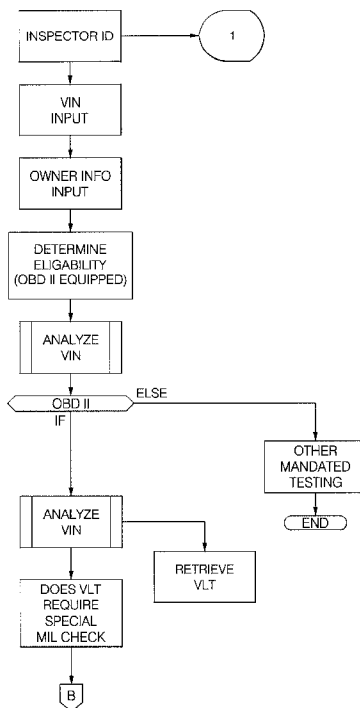 INSPECTOR ID
1
VIN
INPUT
OWNER INFO
INPUT
DETERMINE
ELIGABILITY
(OBD II EQUIPPED)
ANALYZE
VIN
OBD II
ELSE
IF
OTHER
MANDATED
TESTING
END
ANALYZE
VIN
RETRIEVE
VLT
DOES VLT
REQUIRE
SPECIAL
MIL CHECK
B